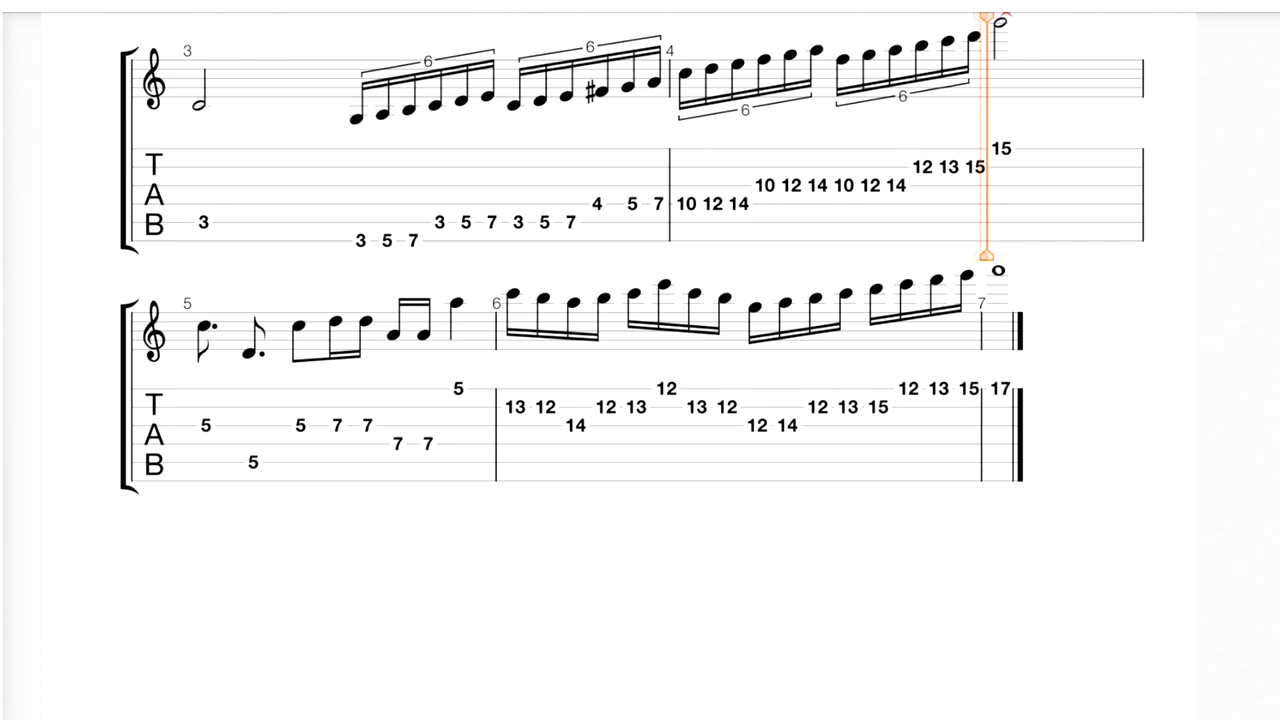 3 6 6 4 6 6
T A B
15
12 13 15
10 12 14 10 12 14
4 5 7 10 12 14
3 3 5 7 3 5 7
3 5 7
5 6 7
T A B
5 12 12 13 15 17
13 12 12 13 13 12 12 13 15
5 5 7 7 14 12 14
7 7
5